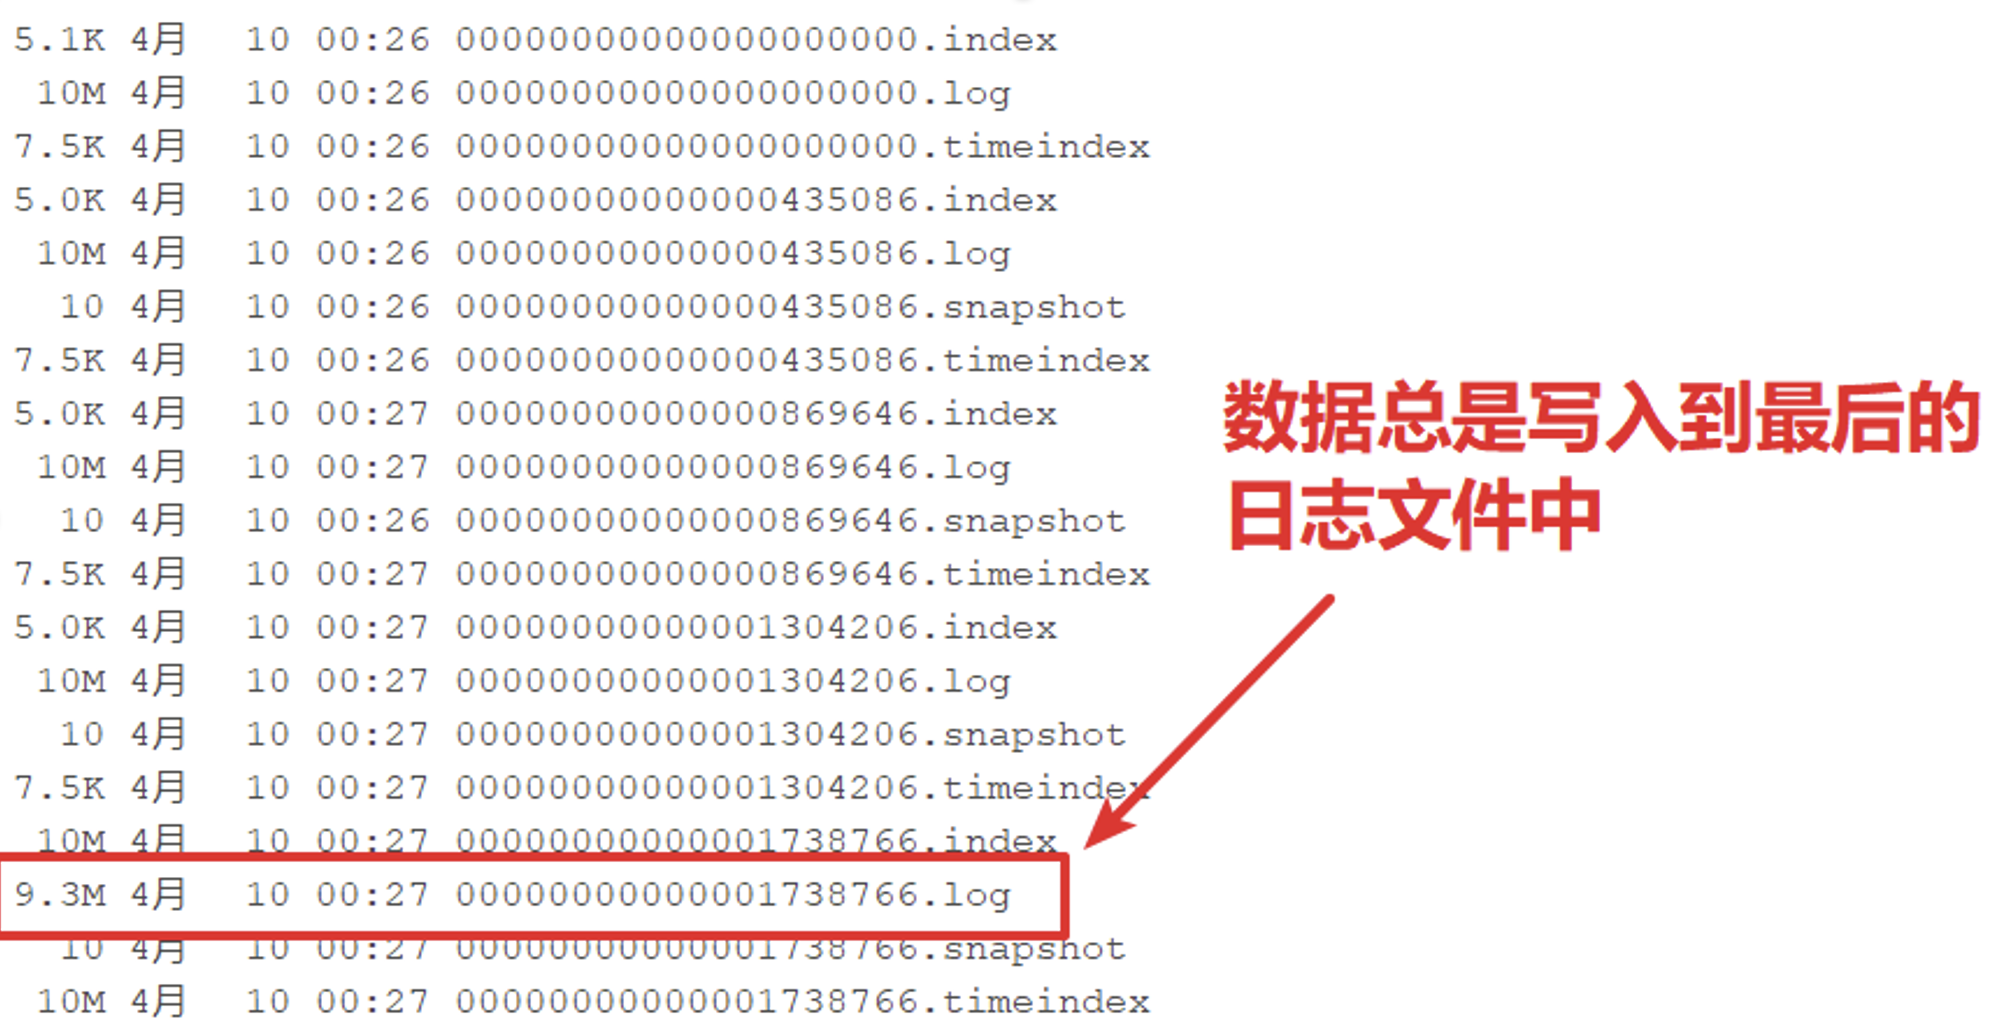 5.1K 4月 10 00:26 00000000000000000000.index
10M 4月 10 00:26 00000000000000000000.log
7.5K 4月 10 00:26 00000000000000000000.timeindex
5.0K 4月 10 00:26 00000000000000435086.index
10M 4月 10 00:26 00000000000000435086.log
10 4月 10 00:26 00000000000000435086.snapshot
7.5K 4月 10 00:26 00000000000000435086.timeindex
5.0K 4月 10 00:27 00000000000000869646.index
10M 4月 10 00:27 00000000000000869646.log
10 4月 10 00:26 00000000000000869646.snapshot
7.5K 4月 10 00:27 00000000000000869646.timeindex
5.0K 4月 10 00:27 00000000000001304206.index
10M 4月 10 00:27 00000000000001304206.log
10 4月 10 00:27 00000000000001304206.snapshot
7.5K 4月 10 00:27 00000000000001304206.timeindex
10M 4月 10 00:27 00000000000001738766.index
9.3M 4月 10 00:27 00000000000001738766.log
10 4月 10 00:27 00000000000001738766.snapshot
10M 4月 10 00:27 00000000000001738766.timeindex
数据总是写入到最后的
日志文件中